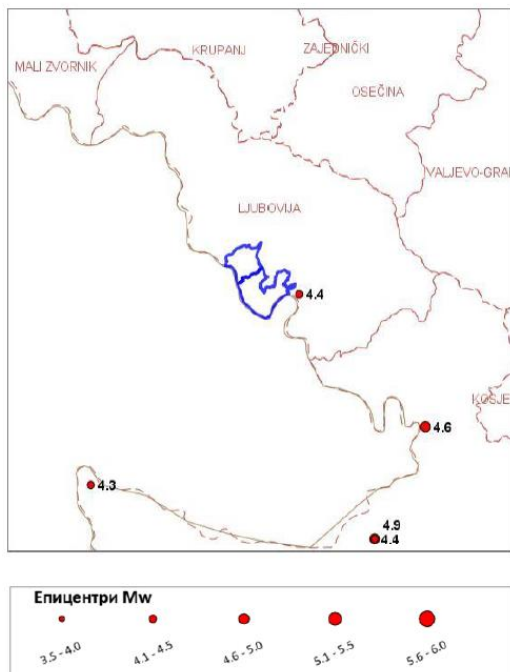 KRUPANJ
ZAJEDNIČKI
MALI ZVORNIK
OSEČINA
VALJEVO-GRAD
LJUBOVIJA
4.4
KOSJE
4.6
4.3
4.9
4.4
Епицентри Mw
3.5 - 4.0
4.1 - 4.5
4.6 - 5.0
5.1 - 5.5
5.6 - 6.0